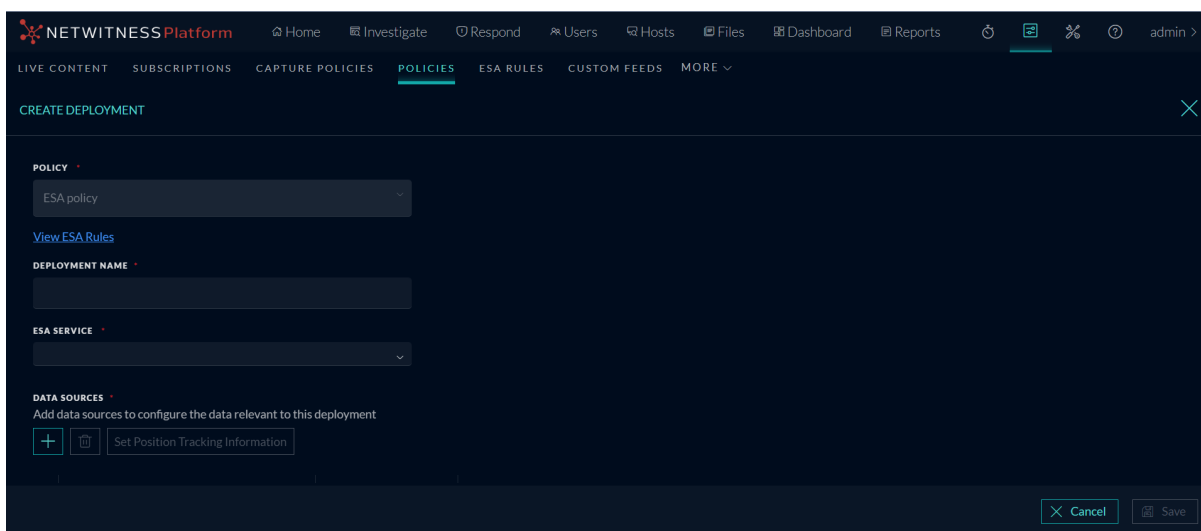 NETWITNESS Platform Home Investigate Respond Users Hosts Files Dashboard Reports admin >
LIVE CONTENT SUBSCRIPTIONS CAPTURE POLICIES POLICIES ESA RULES CUSTOM FEEDS MORE
CREATE DEPLOYMENT
POLICY *
ESA policy
View ESA Rules
DEPLOYMENT NAME *
ESA SERVICE *
DATA SOURCES *
Add data sources to configure the data relevant to this deployment
Set Position Tracking Information
Cancel Save